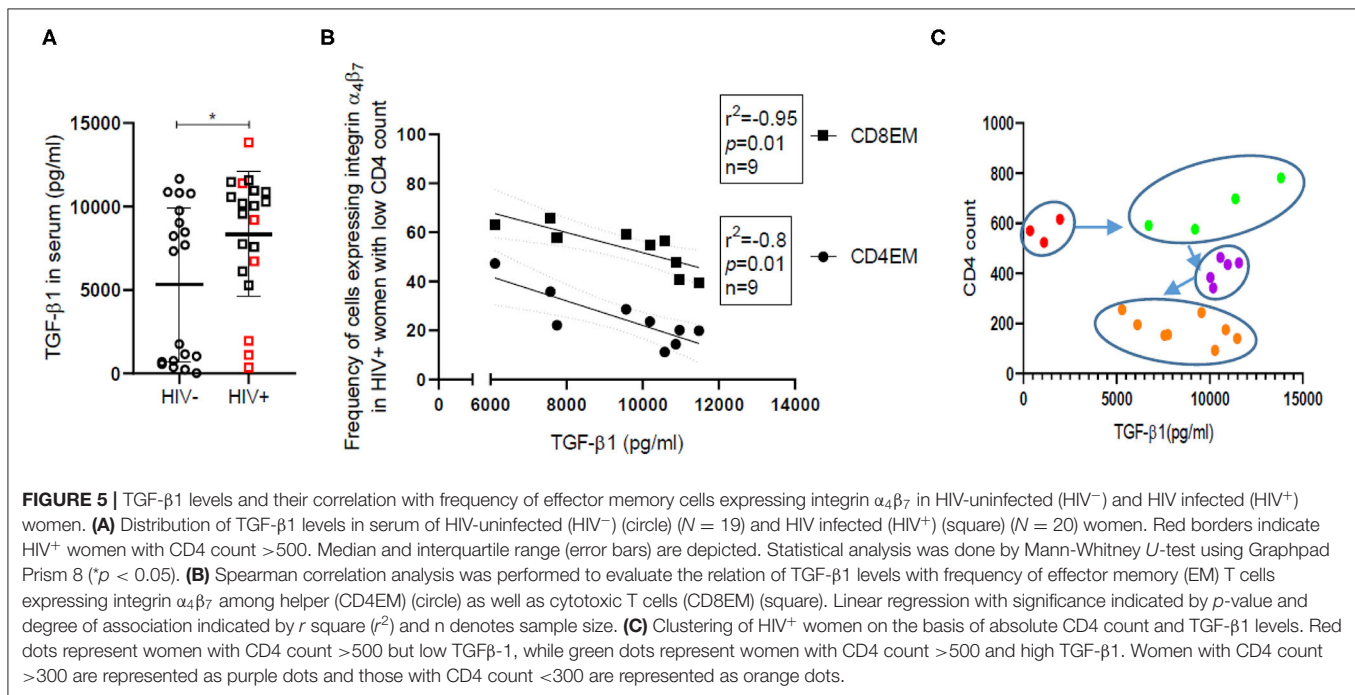 A
TGF-β1 in serum (pg/ml)
15000
10000
5000
0
*
HIV-
HIV+
B
Frequency of cells expressing integrin α4β7
in HIV+ women with low CD4 count
100
80
60
40
20
0
0
6000
8000
10000
12000
14000
TGF-β1 (pg/ml)
r²=-0.95
p=0.01
n=9
CD8EM
r²=-0.8
p=0.01
n=9
CD4EM
C
CD4 count
1000
800
600
400
200
0
0
5000
10000
15000
TGF-β1(pg/ml)
FIGURE 5 | TGF-β1 levels and their correlation with frequency of effector memory cells expressing integrin α4β7 in HIV-uninfected (HIV−) and HIV infected (HIV+)
women. (A) Distribution of TGF-β1 levels in serum of HIV-uninfected (HIV−) (circle) (N = 19) and HIV infected (HIV+) (square) (N = 20) women. Red borders indicate
HIV+ women with CD4 count >500. Median and interquartile range (error bars) are depicted. Statistical analysis was done by Mann-Whitney U-test using Graphpad
Prism 8 (*p < 0.05). (B) Spearman correlation analysis was performed to evaluate the relation of TGF-β1 levels with frequency of effector memory (EM) T cells
expressing integrin α4β7 among helper (CD4EM) (circle) as well as cytotoxic T cells (CD8EM) (square). Linear regression with significance indicated by p-value and
degree of association indicated by r square (r²) and n denotes sample size. (C) Clustering of HIV+ women on the basis of absolute CD4 count and TGF-β1 levels. Red
dots represent women with CD4 count >500 but low TGFβ-1, while green dots represent women with CD4 count >500 and high TGF-β1. Women with CD4 count
>300 are represented as purple dots and those with CD4 count <300 are represented as orange dots.